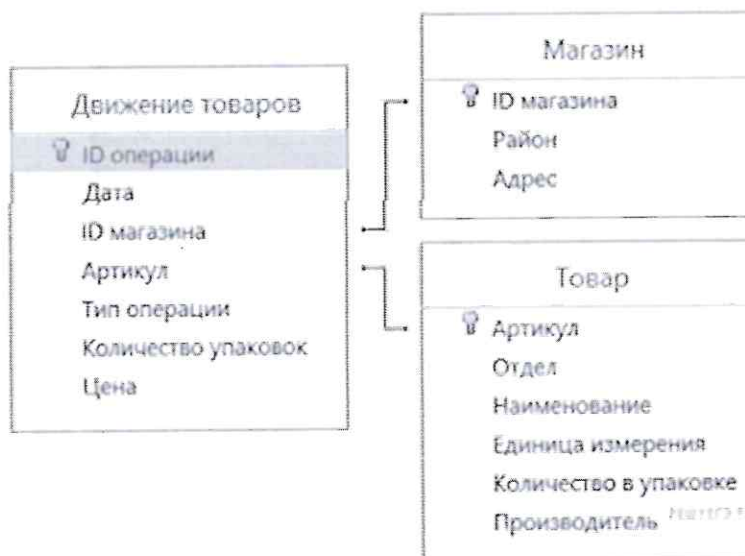 Движение товаров
ID операции
Дата
ID магазина
Артикул
Тип операции
Количество упаковок
Цена
Магазин
ID магазина
Район
Адрес
Товар
Артикул
Отдел
Наименование
Единица измерения
Количество в упаковке
Производитель